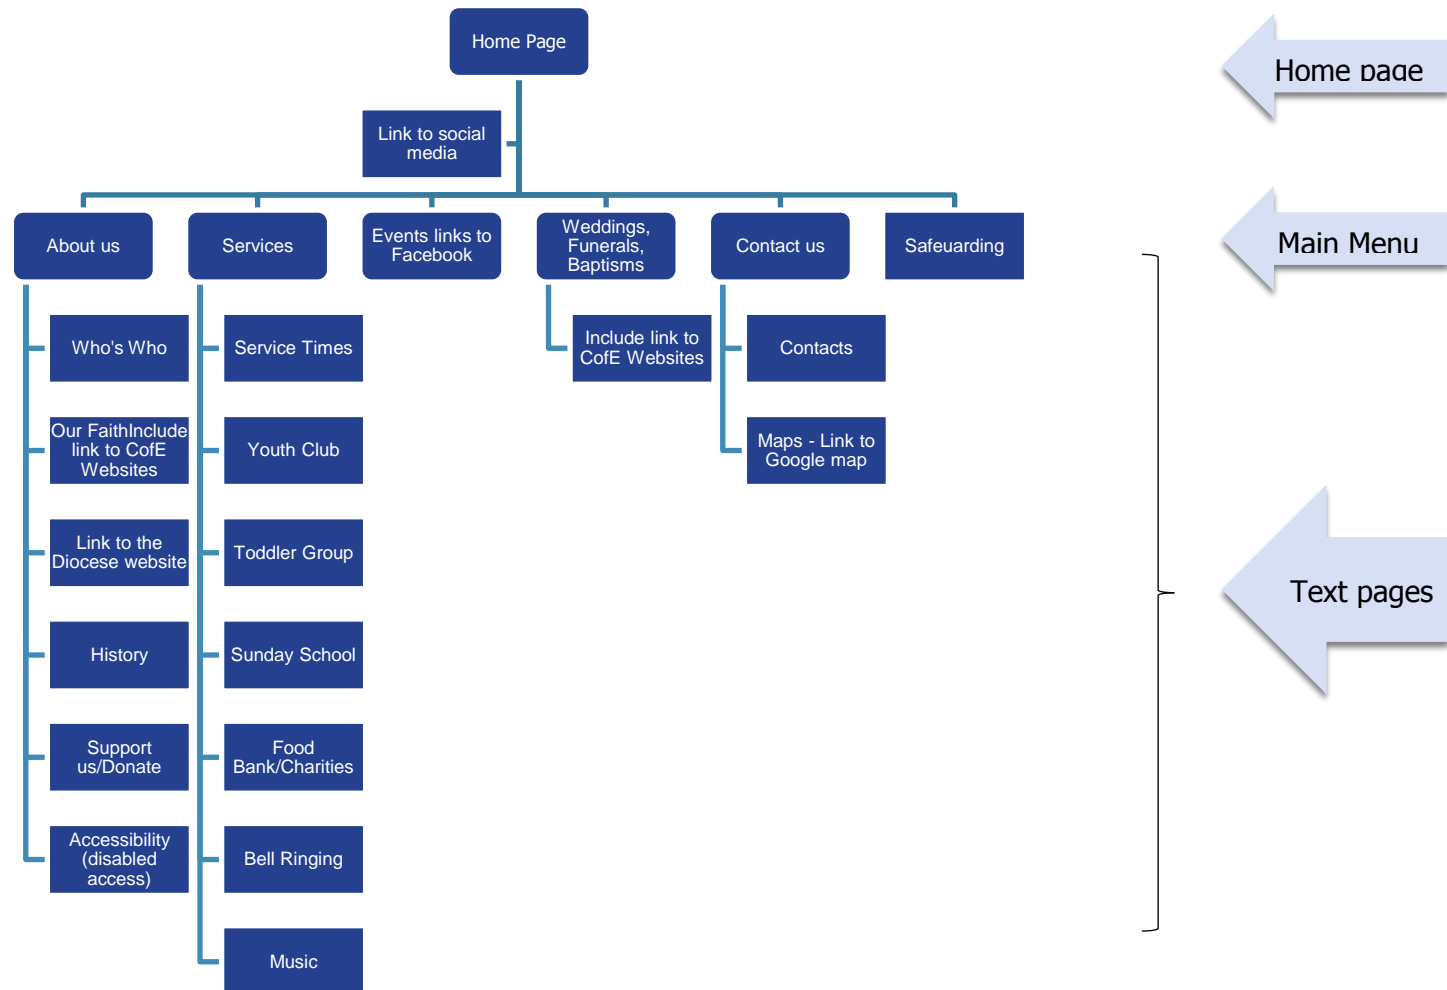 Home Page
Home page
Link to social
media
About us
Services
Events links to
Facebook
Weddings,
Funerals,
Baptisms
Contact us
Safeuarding
Main Menu
Who's Who
Our FaithInclude
link to CofE
Websites
Link to the
Diocese website
History
Support
us/Donate
Accessibility
(disabled
access)
Service Times
Youth Club
Toddler Group
Sunday School
Food
Bank/Charities
Bell Ringing
Music
Include link to
CofE Websites
Contacts
Maps - Link to
Google map
Text pages